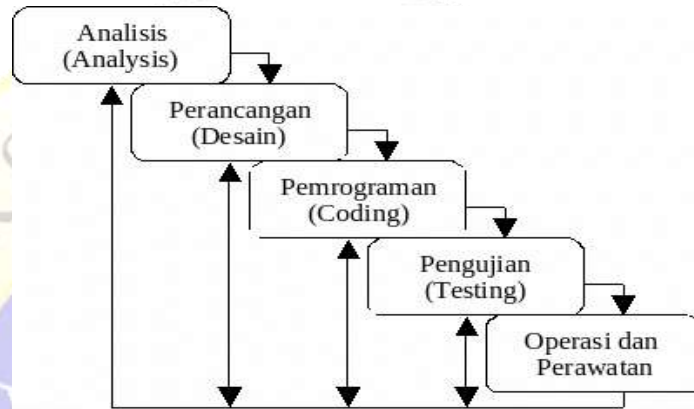 Analisis
(Analysis)
Perancangan
(Desain)
Pemrograman
(Coding)
Pengujian
(Testing)
Operasi dan
Perawatan